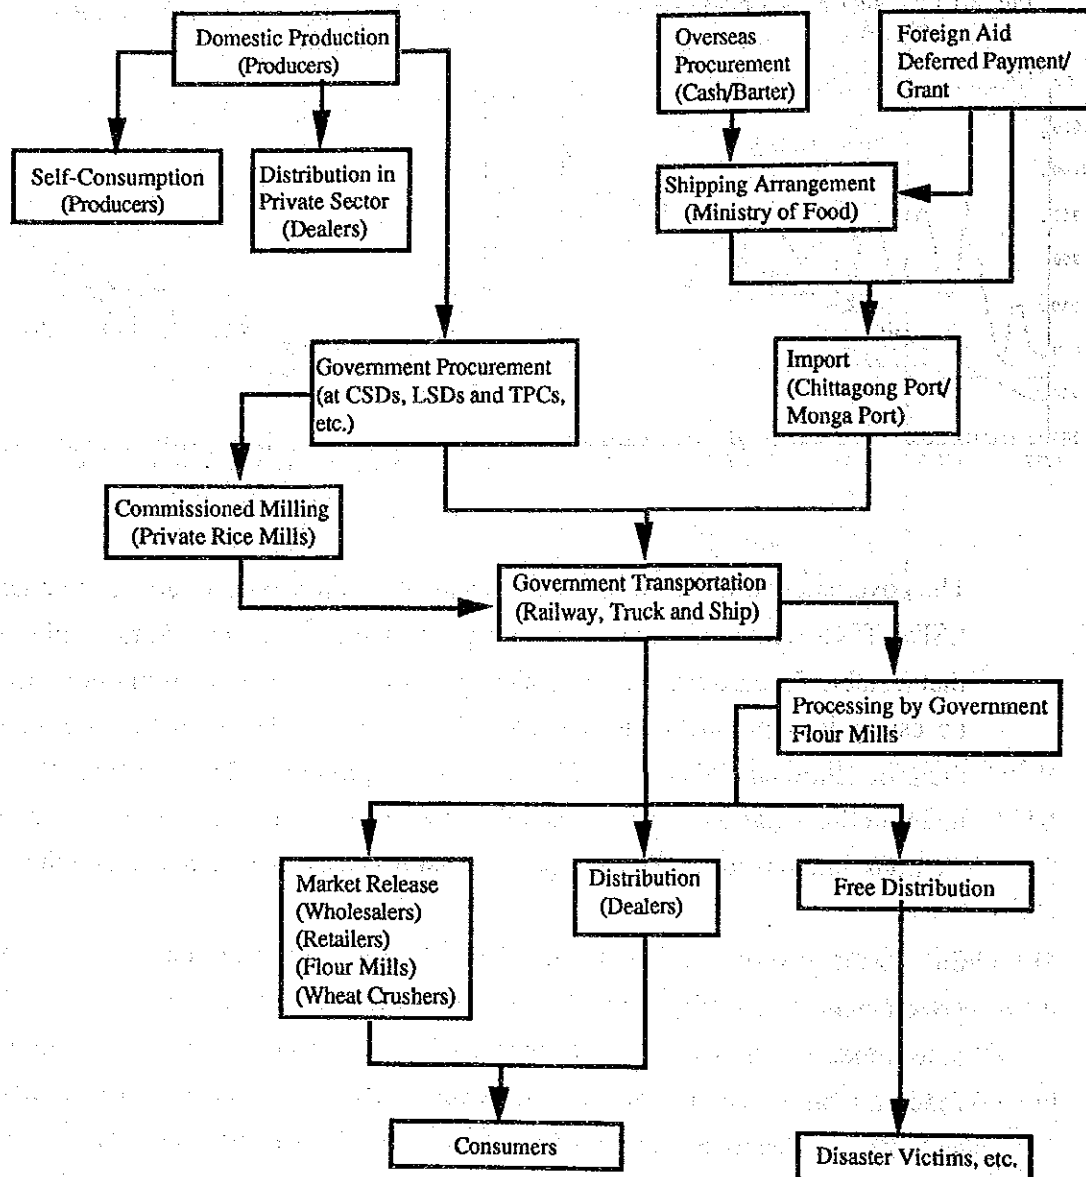 Domestic Production
(Producers)
Overseas
Procurement
(Cash/Barter)
Foreign Aid
Deferred Payment/
Grant
Self-Consumption
(Producers)
Distribution in
Private Sector
(Dealers)
Shipping Arrangement
(Ministry of Food)
Government Procurement
(at CSDs, LSDs and TPCs,
etc.)
Import
(Chittagong Port/
Monga Port)
Commissioned Milling
(Private Rice Mills)
Government Transportation
(Railway, Truck and Ship)
Processing by Government
Flour Mills
Market Release
(Wholesalers)
(Retailers)
(Flour Mills)
(Wheat Crushers)
Distribution
(Dealers)
Free Distribution
Consumers
Disaster Victims, etc.